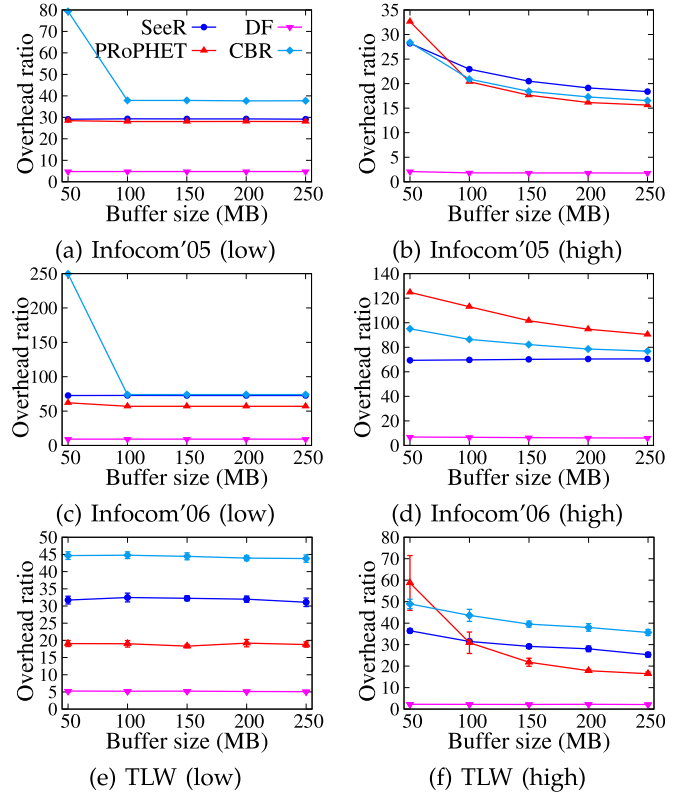 80
70
60
50
40
30
20
10
0
Overhead ratio
SeeR
PRoPHET
DF
CBR
50 100 150 200 250
Buffer size (MB)
(a) Infocom'05 (low)
35
30
25
20
15
10
5
0
Overhead ratio
50 100 150 200 250
Buffer size (MB)
(b) Infocom'05 (high)
250
200
150
100
50
0
Overhead ratio
50 100 150 200 250
Buffer size (MB)
(c) Infocom'06 (low)
140
120
100
80
60
40
20
0
Overhead ratio
50 100 150 200 250
Buffer size (MB)
(d) Infocom'06 (high)
50
45
40
35
30
25
20
15
10
5
0
Overhead ratio
50 100 150 200 250
Buffer size (MB)
(e) TLW (low)
80
70
60
50
40
30
20
10
0
Overhead ratio
50 100 150 200 250
Buffer size (MB)
(f) TLW (high)